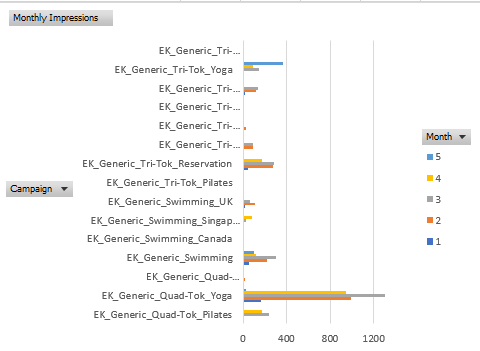 Monthly Impressions
EK_Generic_Tri-...
EK_Generic_Tri-Tok_Yoga
EK_Generic_Tri-...
EK_Generic_Tri-...
EK_Generic_Tri-...
EK_Generic_Tri-...
EK_Generic_Tri-Tok_Reservation
EK_Generic_Tri-Tok_Pilates
EK_Generic_Swimming_UK
EK_Generic_Swimming_Singap...
EK_Generic_Swimming_Canada
EK_Generic_Swimming
EK_Generic_Quad-...
EK_Generic_Quad-Tok_Yoga
EK_Generic_Quad-Tok_Pilates
Campaign
0 400 800 1200
Month
5
4
3
2
1